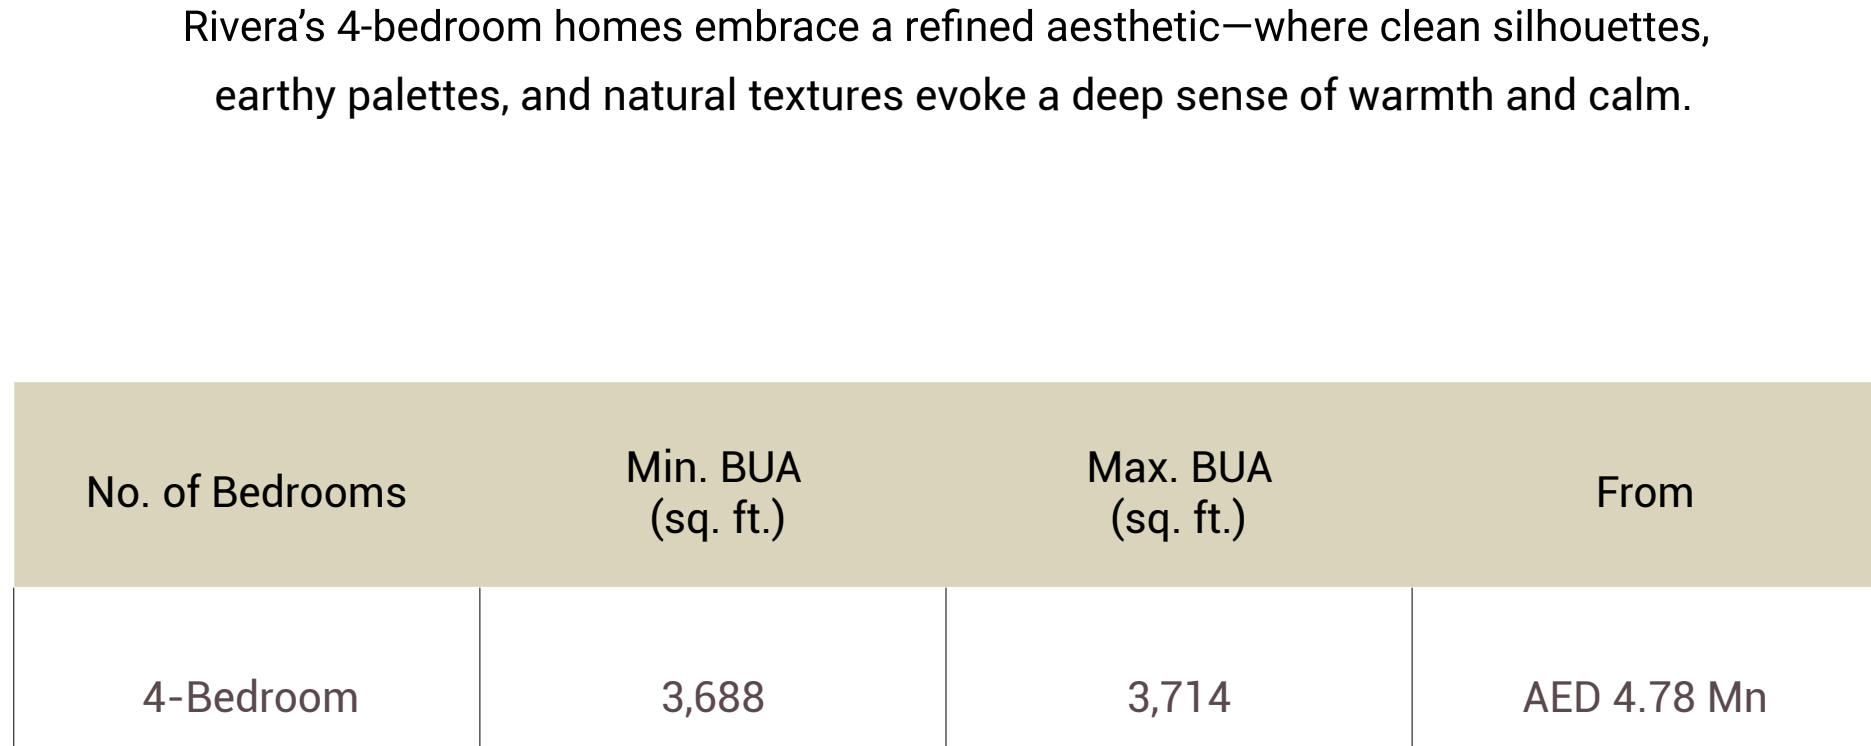 Rivera’s 4-bedroom homes embrace a refined aesthetic—where clean silhouettes,
earthy palettes, and natural textures evoke a deep sense of warmth and calm.
No. of Bedrooms
Min. BUA
(sq. ft.)
Max. BUA
(sq. ft.)
From
4-Bedroom
3,688
3,714
AED 4.78 Mn